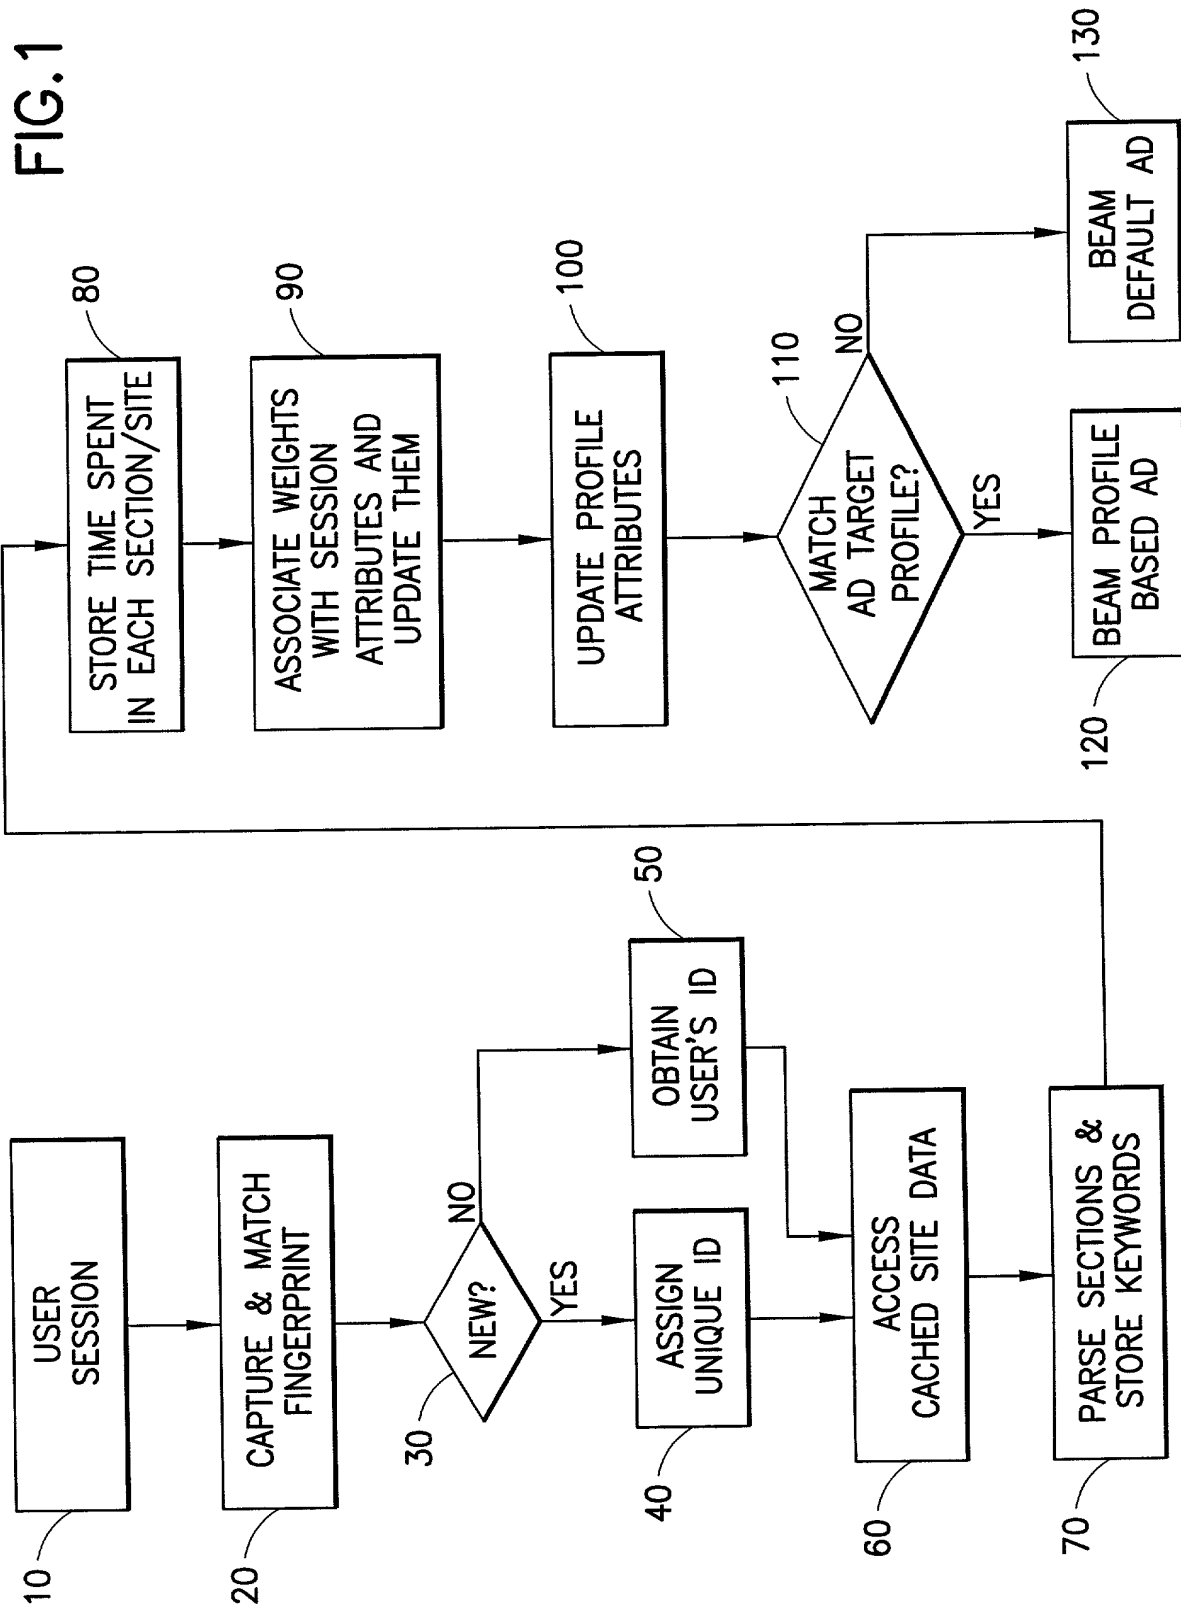 FIG.1
10
USER
SESSION
20
CAPTURE & MATCH
FINGERPRINT
30
NEW?
NO
YES
40
ASSIGN
UNIQUE ID
50
OBTAIN
USER'S ID
60
ACCESS
CACHED SITE DATA
70
PARSE SECTIONS &
STORE KEYWORDS
80
STORE TIME SPENT
IN EACH SECTION/SITE
90
ASSOCIATE WEIGHTS
WITH SESSION
ATTRIBUTES AND
UPDATE THEM
100
UPDATE PROFILE
ATTRIBUTES
110
MATCH
AD TARGET
PROFILE?
NO
YES
120
BEAM PROFILE
BASED AD
130
BEAM
DEFAULT AD